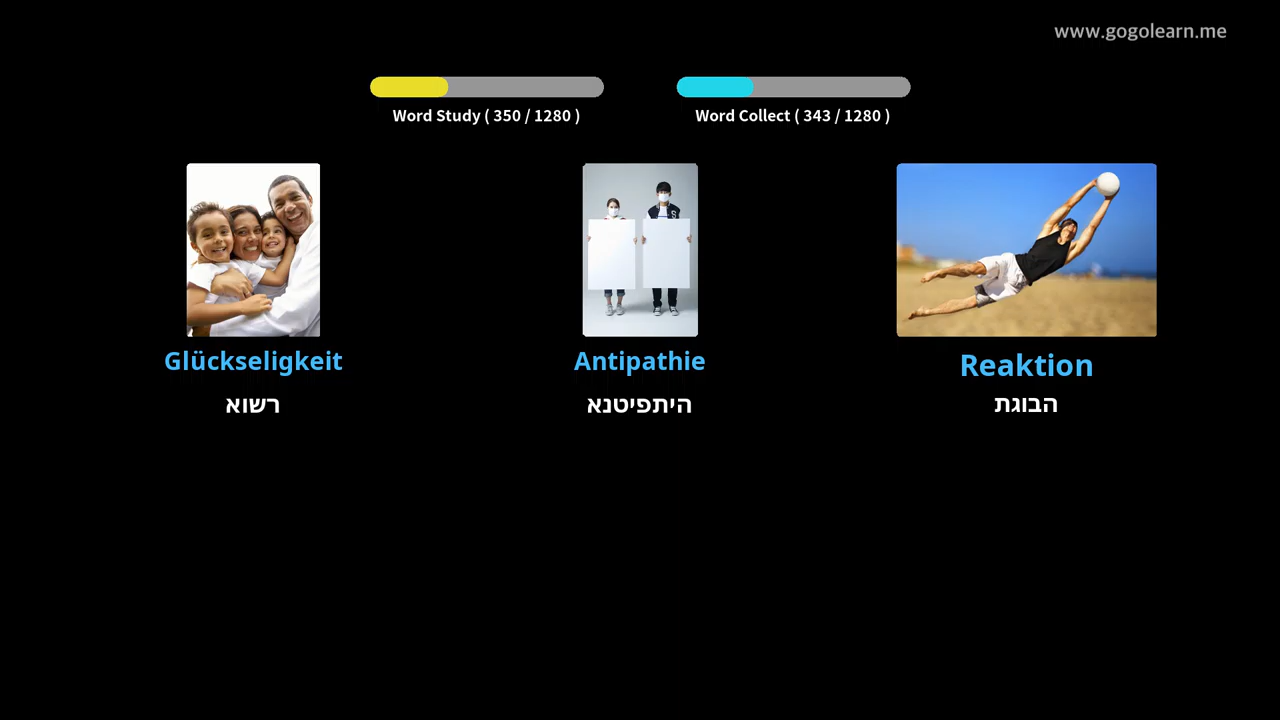 www.gogolearn.me
Word Study ( 350 / 1280 )
Word Collect ( 343 / 1280 )
Glückseligkeit
רשוא
Antipathie
היתפיטנא
Reaktion
הבוגת